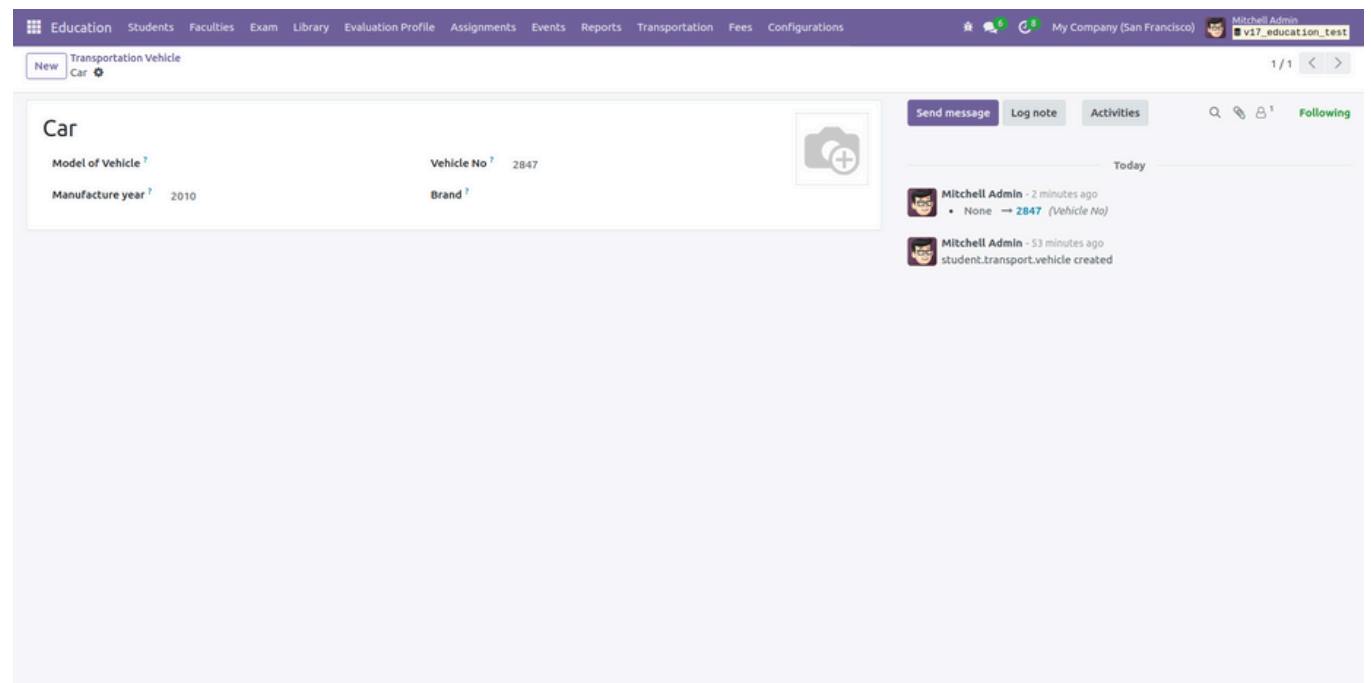 Education Students Faculties Exam Library Evaluation Profile Assignments Events Reports Transportation Fees Configurations 6 8 My Company (San Francisco) Mitchell Admin
v17_education_test
New Transportation Vehicle
Car
1 / 1
Send message Log note Activities 1 Following
Car
Model of Vehicle ? Vehicle No ? 2847
Manufacture year ? 2010 Brand ?
Today
Mitchell Admin - 2 minutes ago
• None → 2847 (Vehicle No)
Mitchell Admin - 53 minutes ago
student.transport.vehicle created